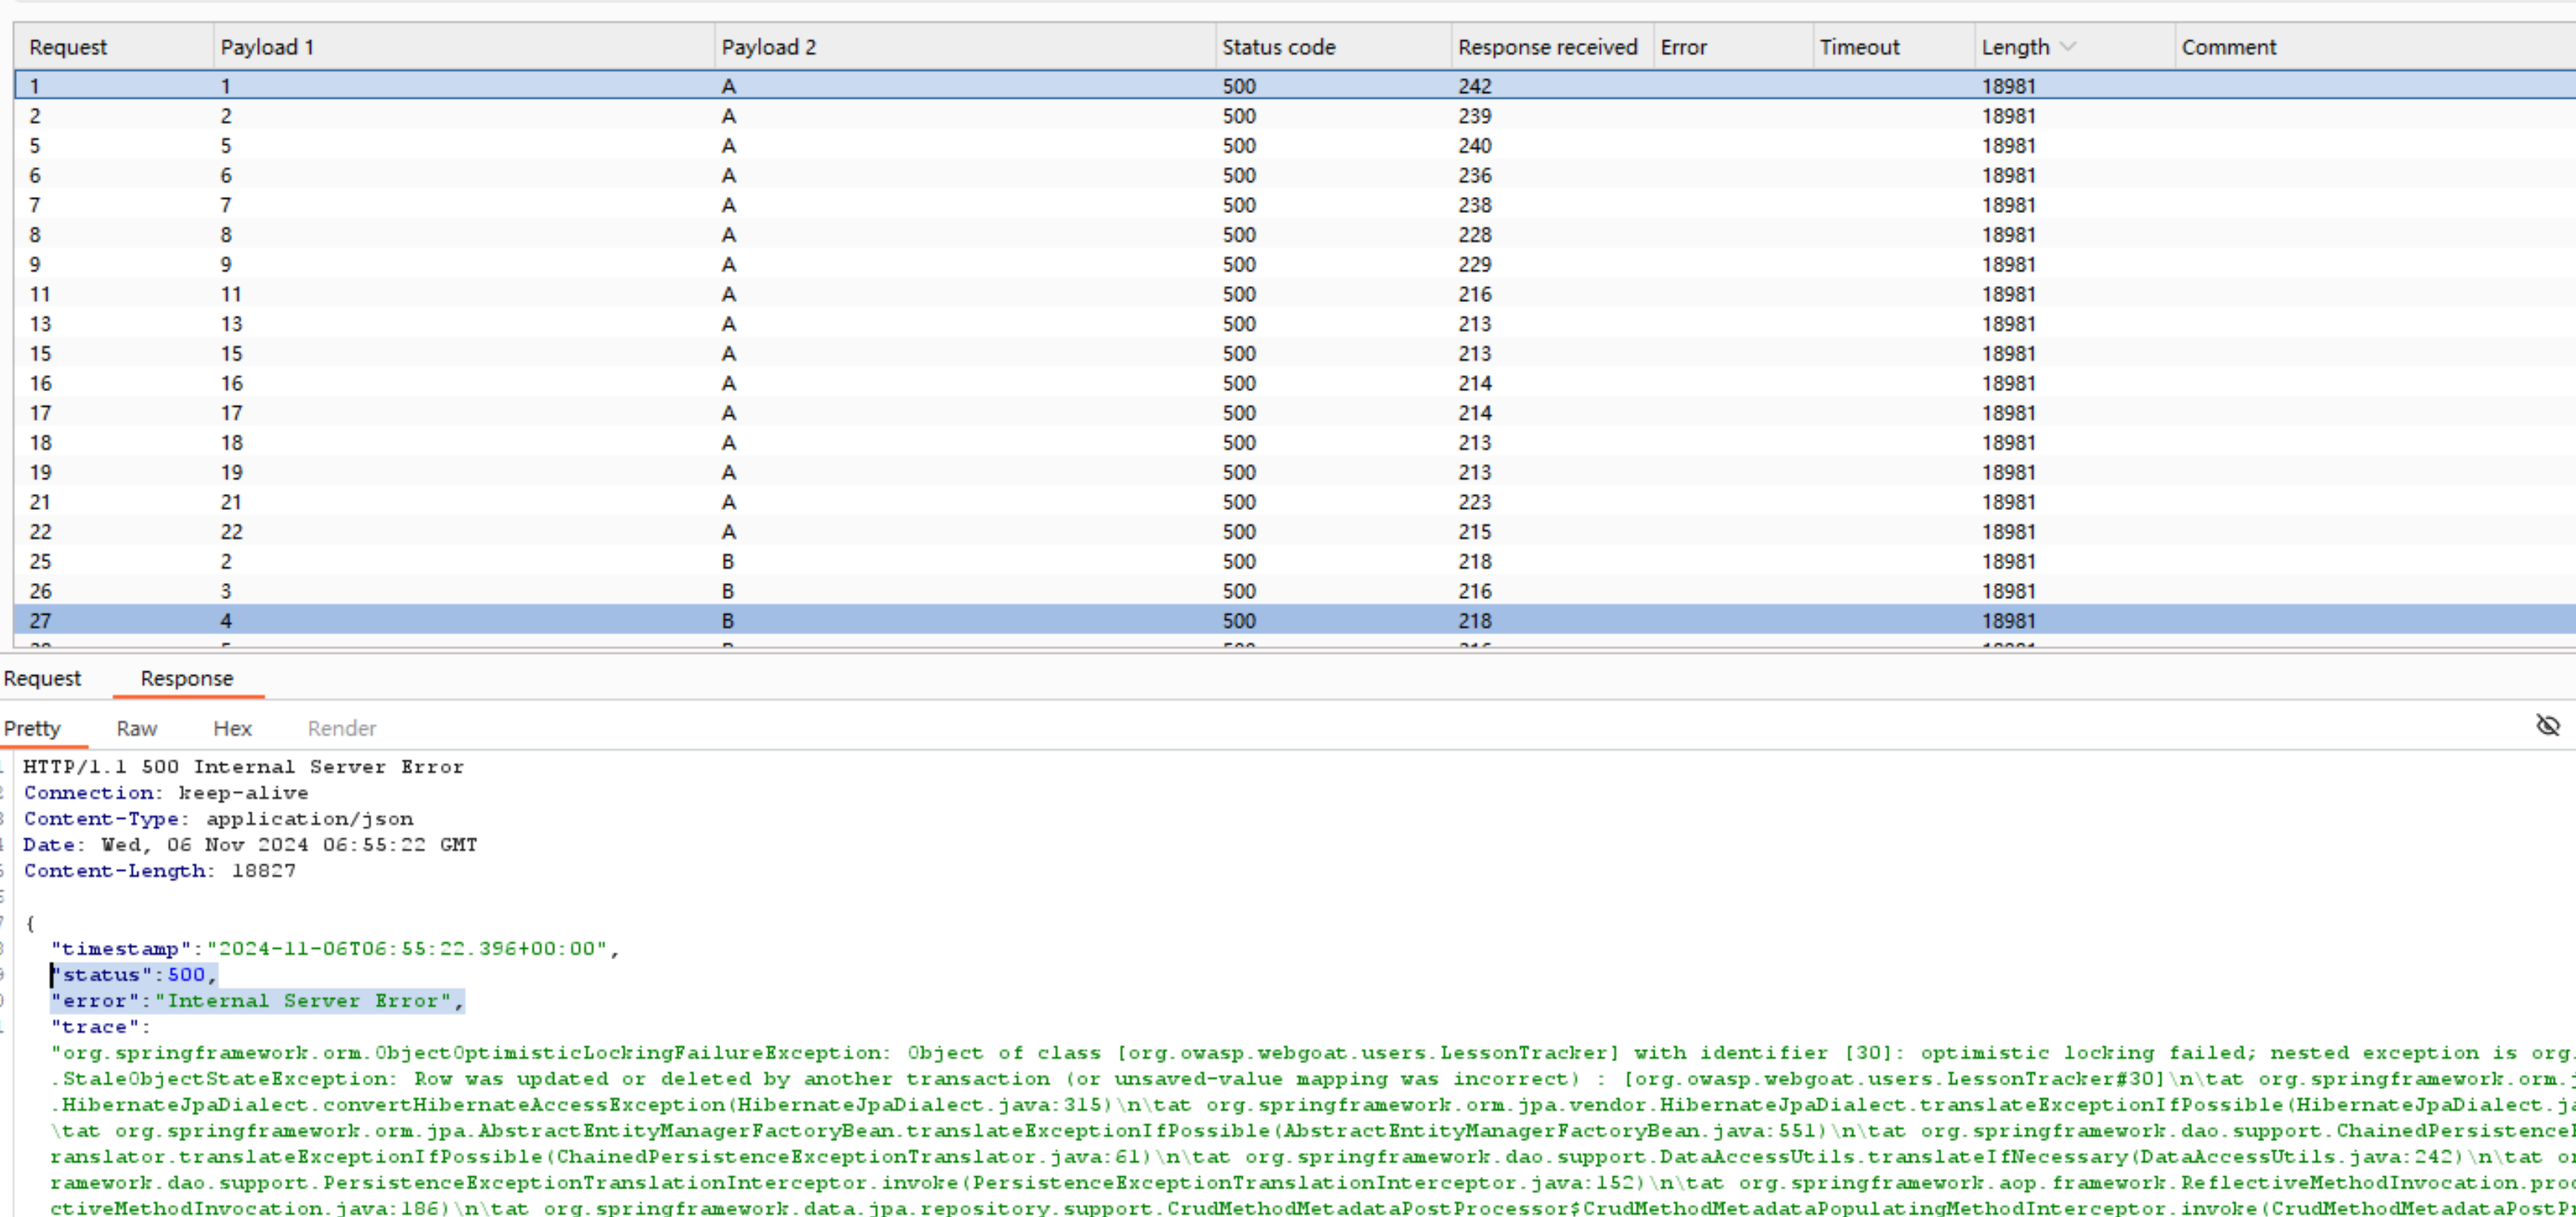 Request Payload 1 Payload 2 Status code Response received Error Timeout Length Comment
1 1 A 500 242 18981
2 2 A 500 239 18981
5 5 A 500 240 18981
6 6 A 500 236 18981
7 7 A 500 238 18981
8 8 A 500 228 18981
9 9 A 500 229 18981
11 11 A 500 216 18981
13 13 A 500 213 18981
15 15 A 500 213 18981
16 16 A 500 214 18981
17 17 A 500 214 18981
18 18 A 500 213 18981
19 19 A 500 213 18981
21 21 A 500 223 18981
22 22 A 500 215 18981
25 2 B 500 218 18981
26 3 B 500 216 18981
27 4 B 500 218 18981
Request Response
Pretty Raw Hex Render
HTTP/1.1 500 Internal Server Error
Connection: keep-alive
Content-Type: application/json
Date: Wed, 06 Nov 2024 06:55:22 GMT
Content-Length: 18827
{
"timestamp":"2024-11-06T06:55:22.396+00:00",
"status":500,
"error":"Internal Server Error",
"trace":
"org.springframework.orm.ObjectOptimisticLockingFailureException: Object of class [org.owasp.webgoat.users.LessonTracker] with identifier [30]: optimistic locking failed; nested exception is org.
.StaleObjectStateException: Row was updated or deleted by another transaction (or unsaved-value mapping was incorrect) : [org.owasp.webgoat.users.LessonTracker#30]\n\tat org.springframework.orm.j
.HibernateJpaDialect.convertHibernateAccessException(HibernateJpaDialect.java:315)\n\tat org.springframework.orm.jpa.vendor.HibernateJpaDialect.translateExceptionIfPossible(HibernateJpaDialect.ja
\tat org.springframework.orm.jpa.AbstractEntityManagerFactoryBean.translateExceptionIfPossible(AbstractEntityManagerFactoryBean.java:551)\n\tat org.springframework.dao.support.ChainedPersistenceE
ranslator.translateExceptionIfPossible(ChainedPersistenceExceptionTranslator.java:61)\n\tat org.springframework.dao.support.DataAccessUtils.translateIfNecessary(DataAccessUtils.java:242)\n\tat or
ramework.dao.support.PersistenceExceptionTranslationInterceptor.invoke(PersistenceExceptionTranslationInterceptor.java:152)\n\tat org.springframework.aop.framework.ReflectiveMethodInvocation.proc
ctiveMethodInvocation.java:186)\n\tat org.springframework.data.jpa.repository.support.CrudMethodMetadataPostProcessor$CrudMethodMetadataPopulatingMethodInterceptor.invoke(CrudMethodMetadataPostPr